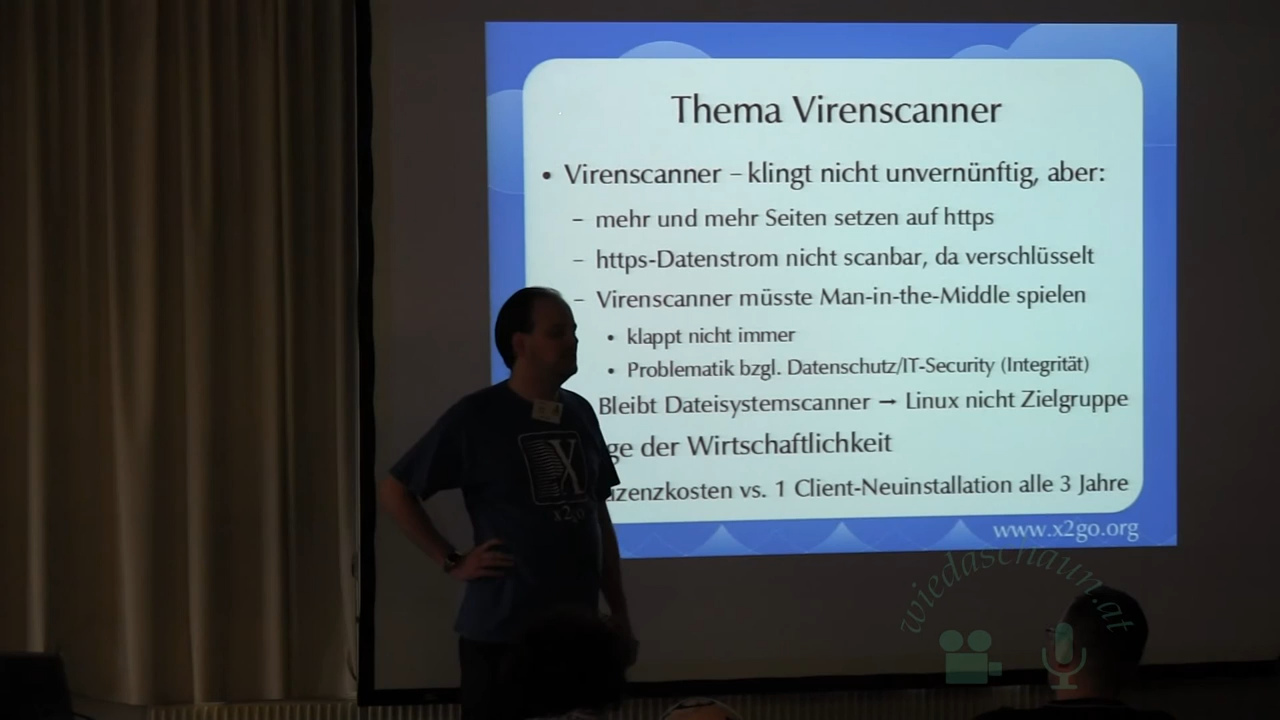 Thema Virenscanner
• Virenscanner – klingt nicht unvernünftig, aber:
– mehr und mehr Seiten setzen auf https
– https-Datenstrom nicht scanbar, da verschlüsselt
– Virenscanner müsste Man-in-the-Middle spielen
• klappt nicht immer
• Problematik bzgl. Datenschutz/IT-Security (Integrität)
Bleibt Dateisystemscanner → Linux nicht Zielgruppe
der Wirtschaftlichkeit
vs. 1 Client-Neuinstallation alle 3 Jahre
www.x2go.org
X
x2go
wiedaschaun.at